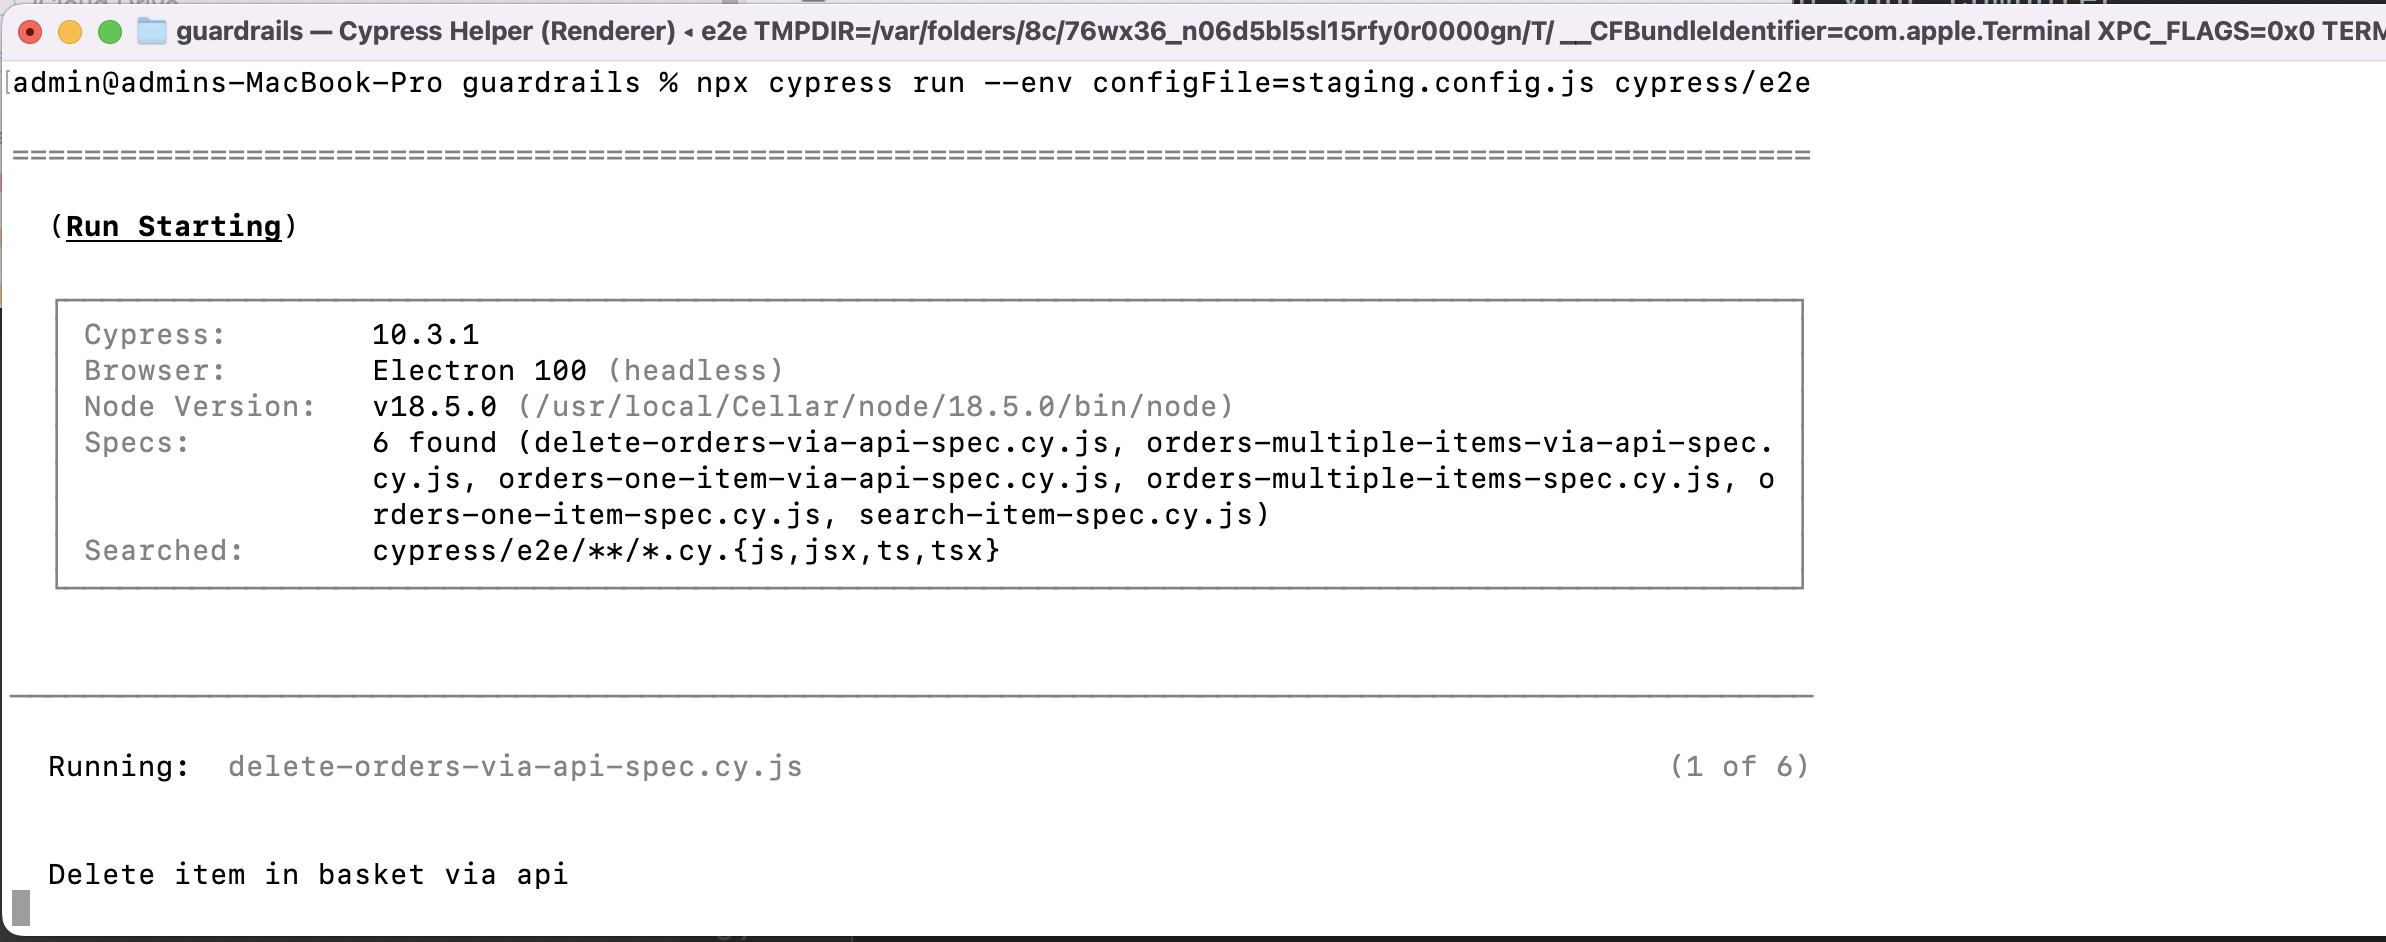 guardrails — Cypress Helper (Renderer) ◂ e2e TMPDIR=/var/folders/8c/76wx36_n06d5bl5sl15rfy0r0000gn/T/ __CFBundleIdentifier=com.apple.Terminal XPC_FLAGS=0x0
admin@admins-MacBook-Pro guardrails % npx cypress run --env configFile=staging.config.js cypress/e2e
====================================================================================================
(Run Starting)
Cypress: 10.3.1
Browser: Electron 100 (headless)
Node Version: v18.5.0 (/usr/local/Cellar/node/18.5.0/bin/node)
Specs: 6 found (delete-orders-via-api-spec.cy.js, orders-multiple-items-via-api-spec.
cy.js, orders-one-item-via-api-spec.cy.js, orders-multiple-items-spec.cy.js, o
rders-one-item-spec.cy.js, search-item-spec.cy.js)
Searched: cypress/e2e/**/*.cy.{js,jsx,ts,tsx}
Running: delete-orders-via-api-spec.cy.js (1 of 6)
Delete item in basket via api